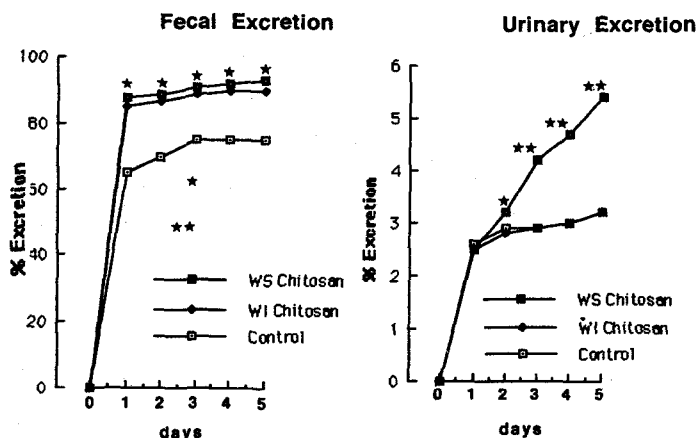 Fecal Excretion
100
80
60
40
20
0
% Excretion
WS Chitosan
WI Chitosan
Control
0 1 2 3 4 5
days
Urinary Excretion
6
5
4
3
2
1
0
% Excretion
WS Chitosan
WI Chitosan
Control
0 1 2 3 4 5
days